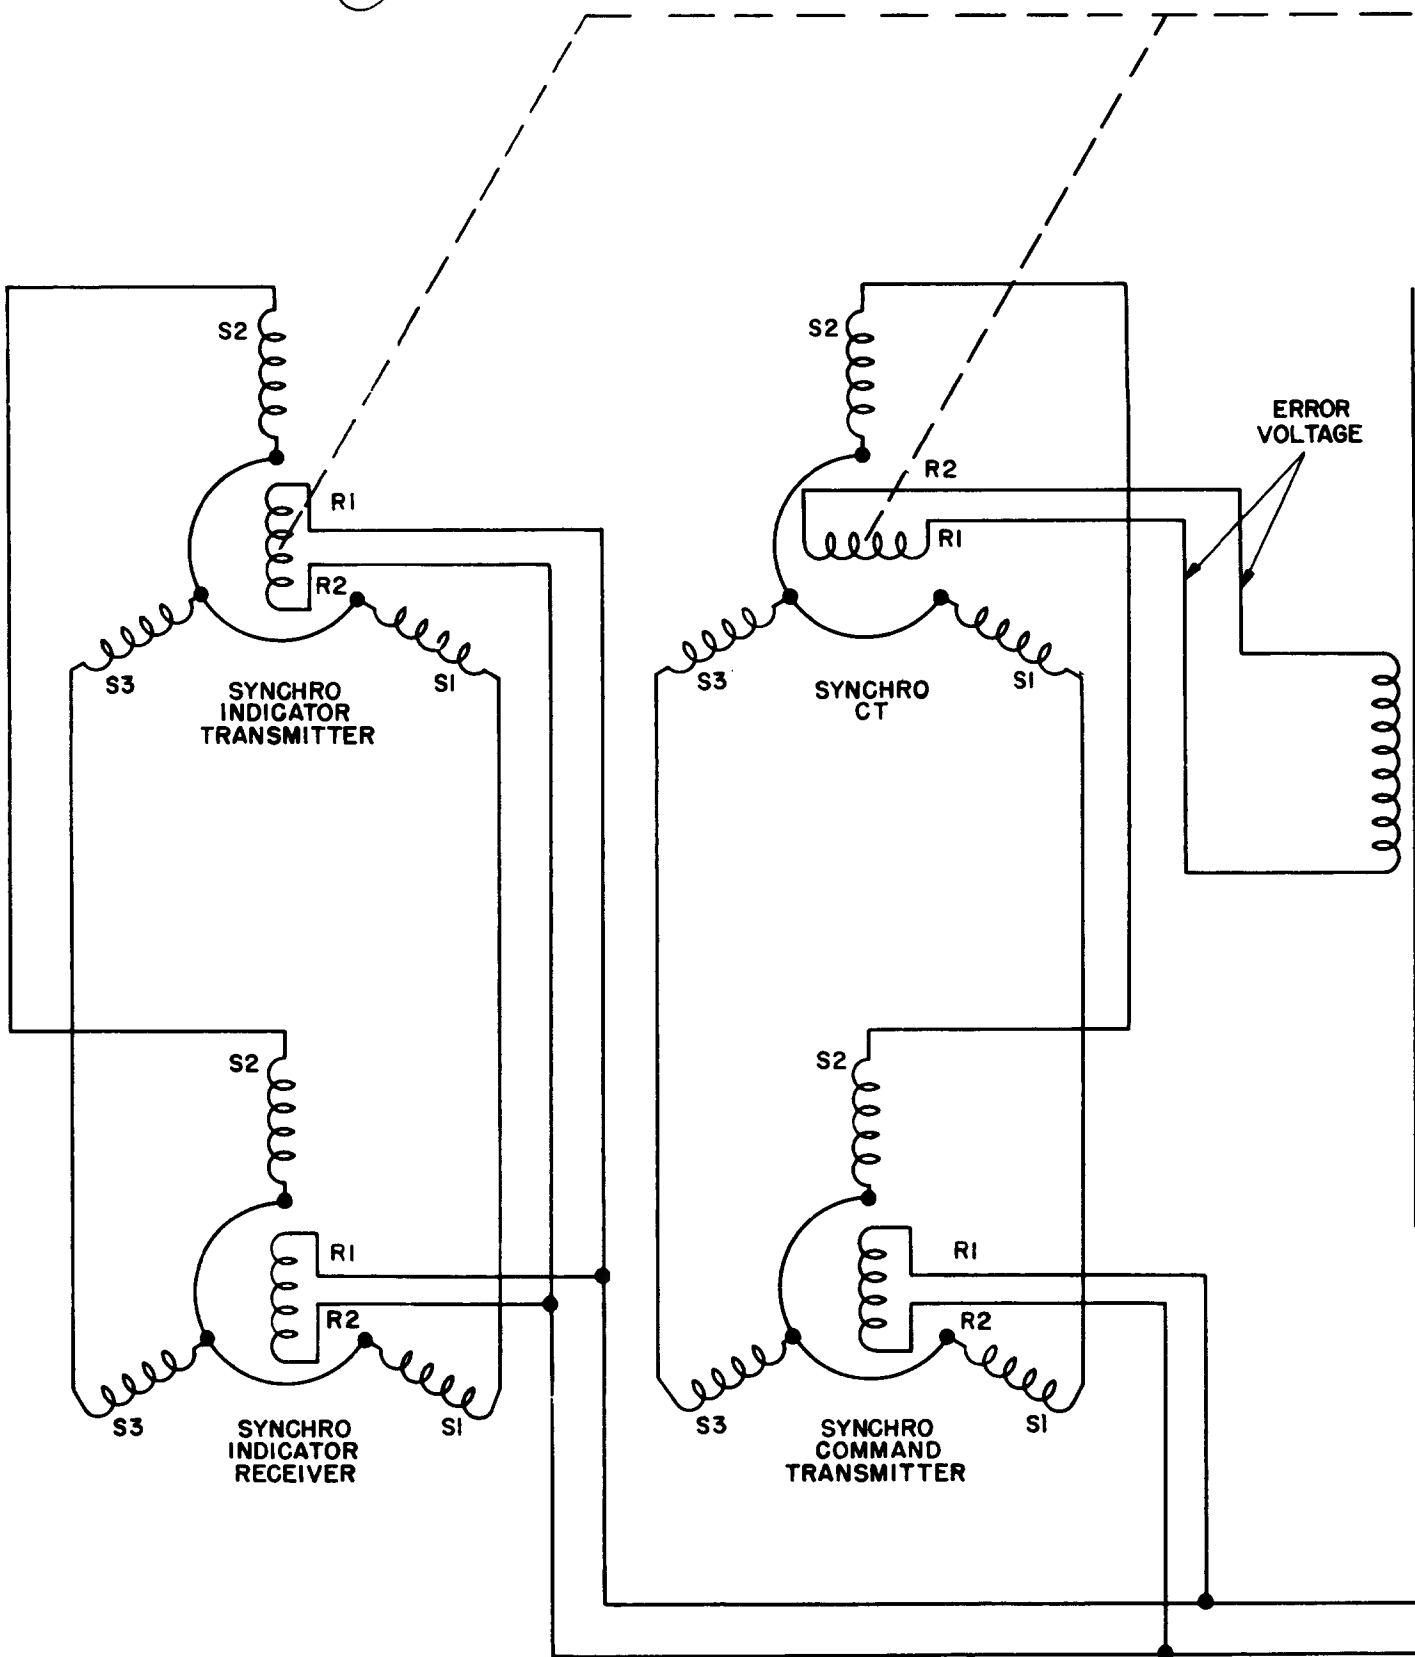 S2
S2
ERROR
VOLTAGE
R2
R1
R1
R2
S3
S1
S3
S1
SYNCHRO
INDICATOR
TRANSMITTER
SYNCHRO
CT
S2
S2
R1
R1
R2
R2
S3
S1
S3
S1
SYNCHRO
INDICATOR
RECEIVER
SYNCHRO
COMMAND
TRANSMITTER